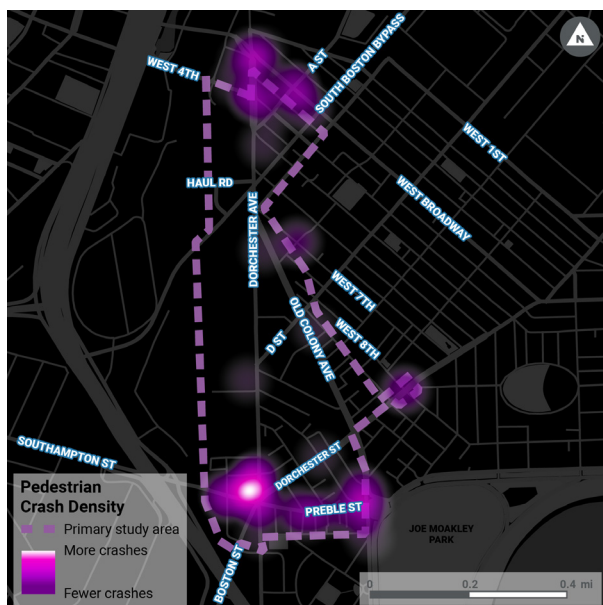 N
WEST 4TH
A ST
SOUTH BOSTON BYPASS
WEST 1ST
HAUL RD
WEST BROADWAY
DORCHESTER AVE
WEST 7TH
OLD COLONY AVE
WEST 8TH
D ST
SOUTHAMPTON ST
DORCHESTER ST
PREBLE ST
BOSTON ST
JOE MOAKLEY
PARK
Pedestrian
Crash Density
Primary study area
More crashes
Fewer crashes
0 0.2 0.4 mi